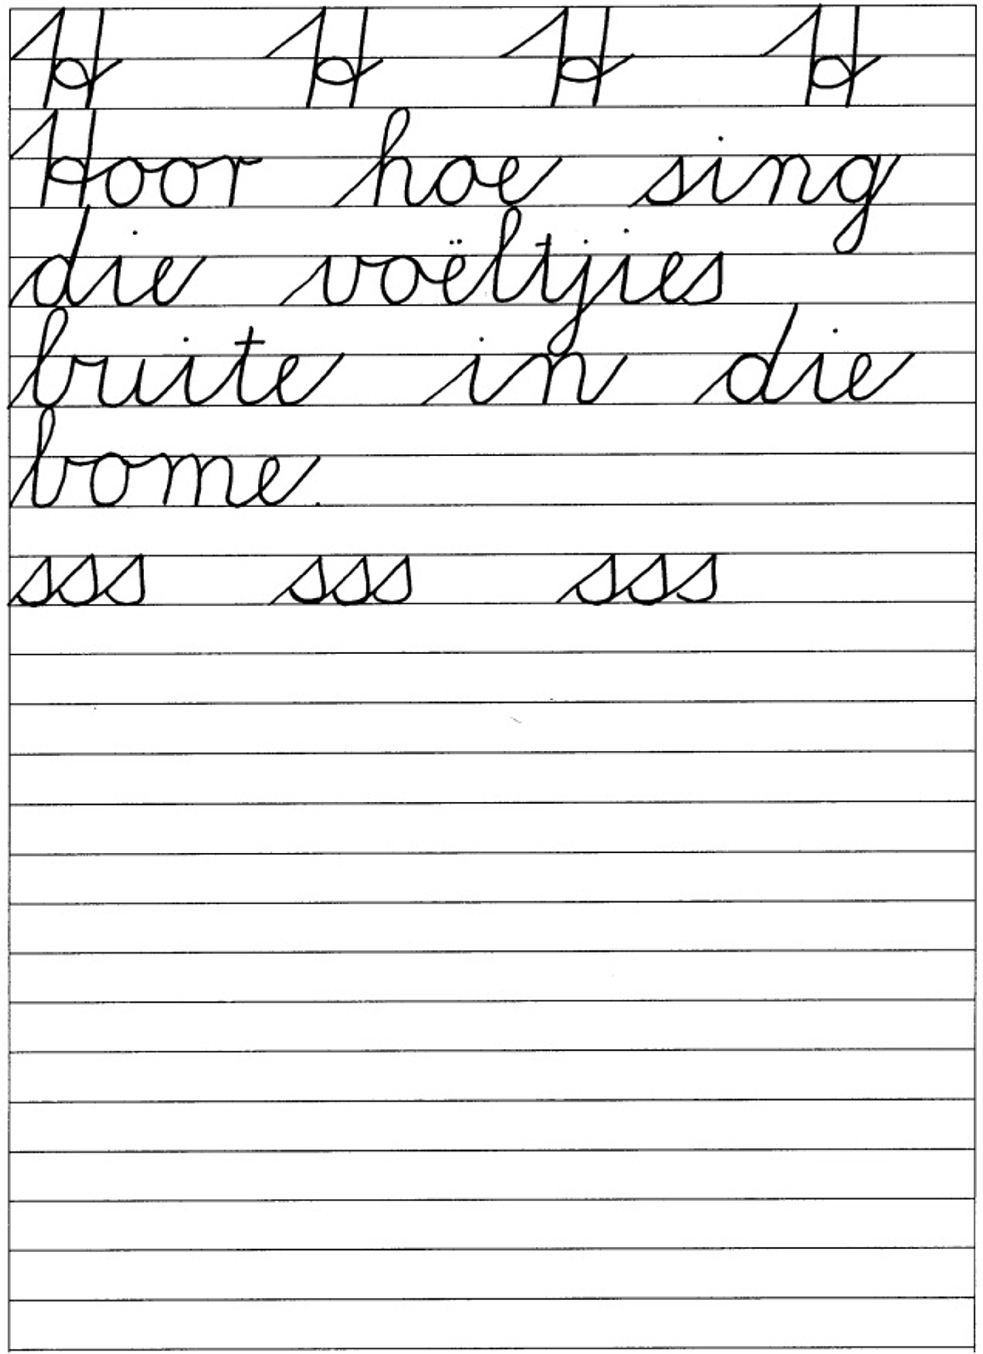 H H H H
Hoor hoe sing
die voëltjies
buite in die
bome.
sss sss sss